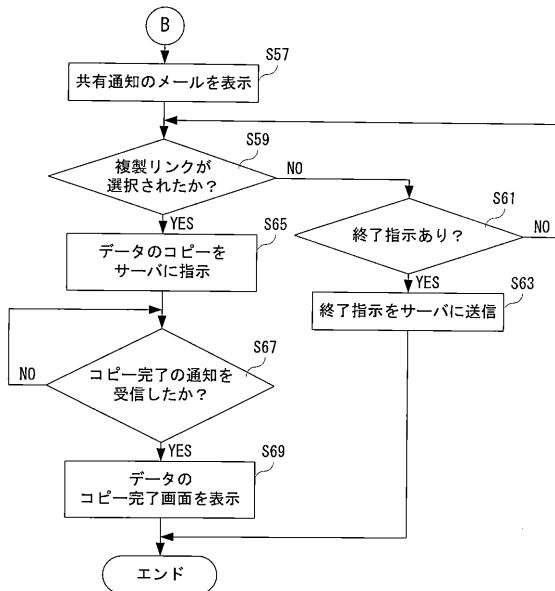 B
S57
共有通知のメールを表示
S59
複製リンクが
選択されたか?
NO
YES
S61
終了指示あり?
NO
YES
S65
データのコピーを
サーバに指示
S63
終了指示をサーバに送信
S67
コピー完了の通知を
受信したか?
NO
YES
S69
データの
コピー完了画面を表示
エンド